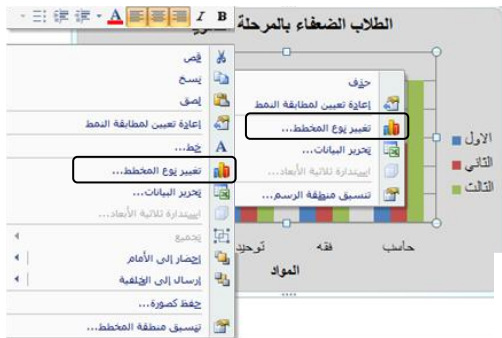 الطلاب الضعفاء بالمرحلة
I B
قص
نسخ
لصق
إعادة تعيين لمطابقة النمط
خط...
تغيير نوع المخطط...
تحرير البيانات...
استدارة ثلاثية الأبعاد...
تجميع
إحضار إلى الأمام
إرسال إلى الخلفية
حفظ كصورة...
تنسيق منطقة المخطط...
حذف
إعادة تعيين لمطابقة النمط
تغيير نوع المخطط...
تحرير البيانات...
استدارة ثلاثية الأبعاد...
تنسيق منطقة الرسم...
الاول
الثاني
الثالث
حاسب فقه توحيد
المواد